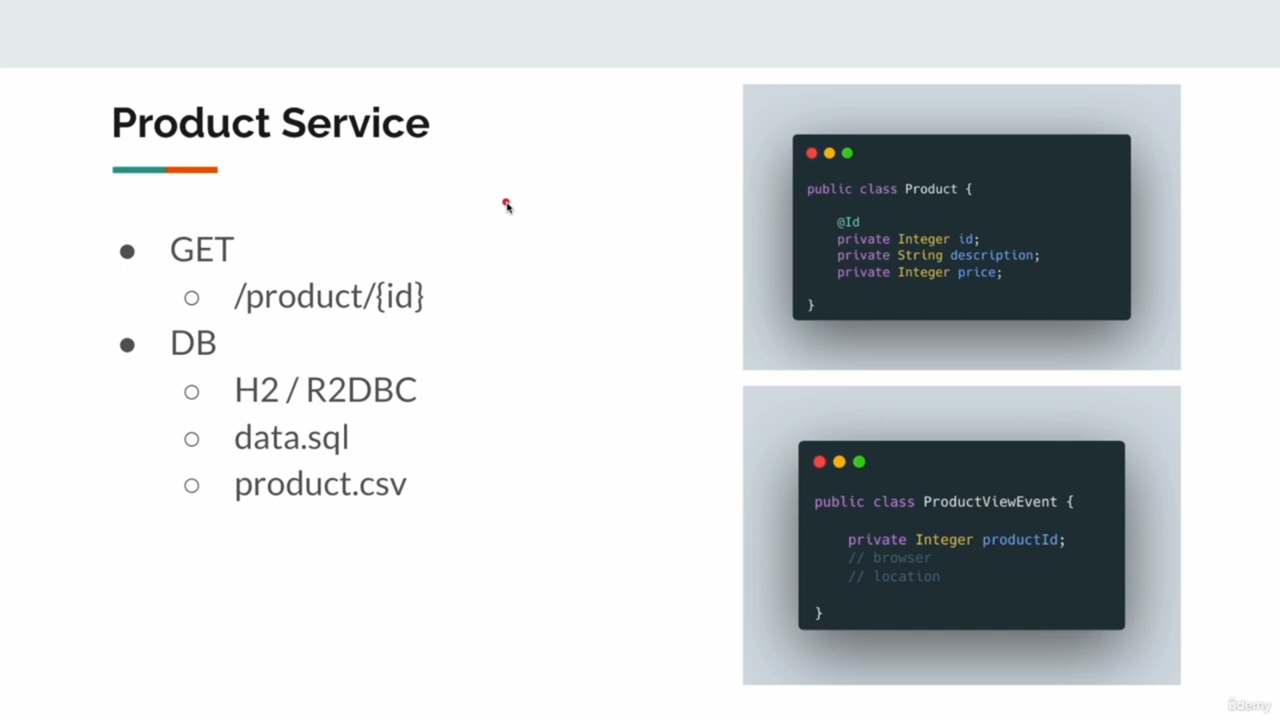 Product Service
● GET
○ /product/{id}
● DB
○ H2 / R2DBC
○ data.sql
○ product.csv
public class Product {
@Id
private Integer id;
private String description;
private Integer price;
}
public class ProductViewEvent {
private Integer productId;
// browser
// location
}
ûdemy